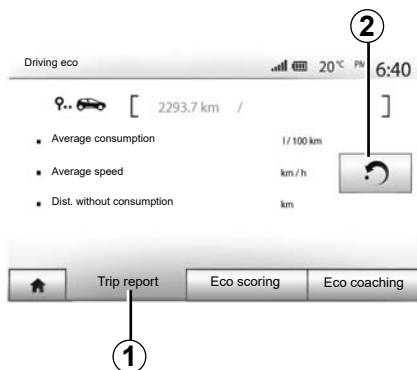 2
Driving eco 20°C PM 6:40
[ 2293.7 km / ]
Average consumption l/100 km
Average speed km/h
Dist. without consumption km
Trip report Eco scoring Eco coaching
1